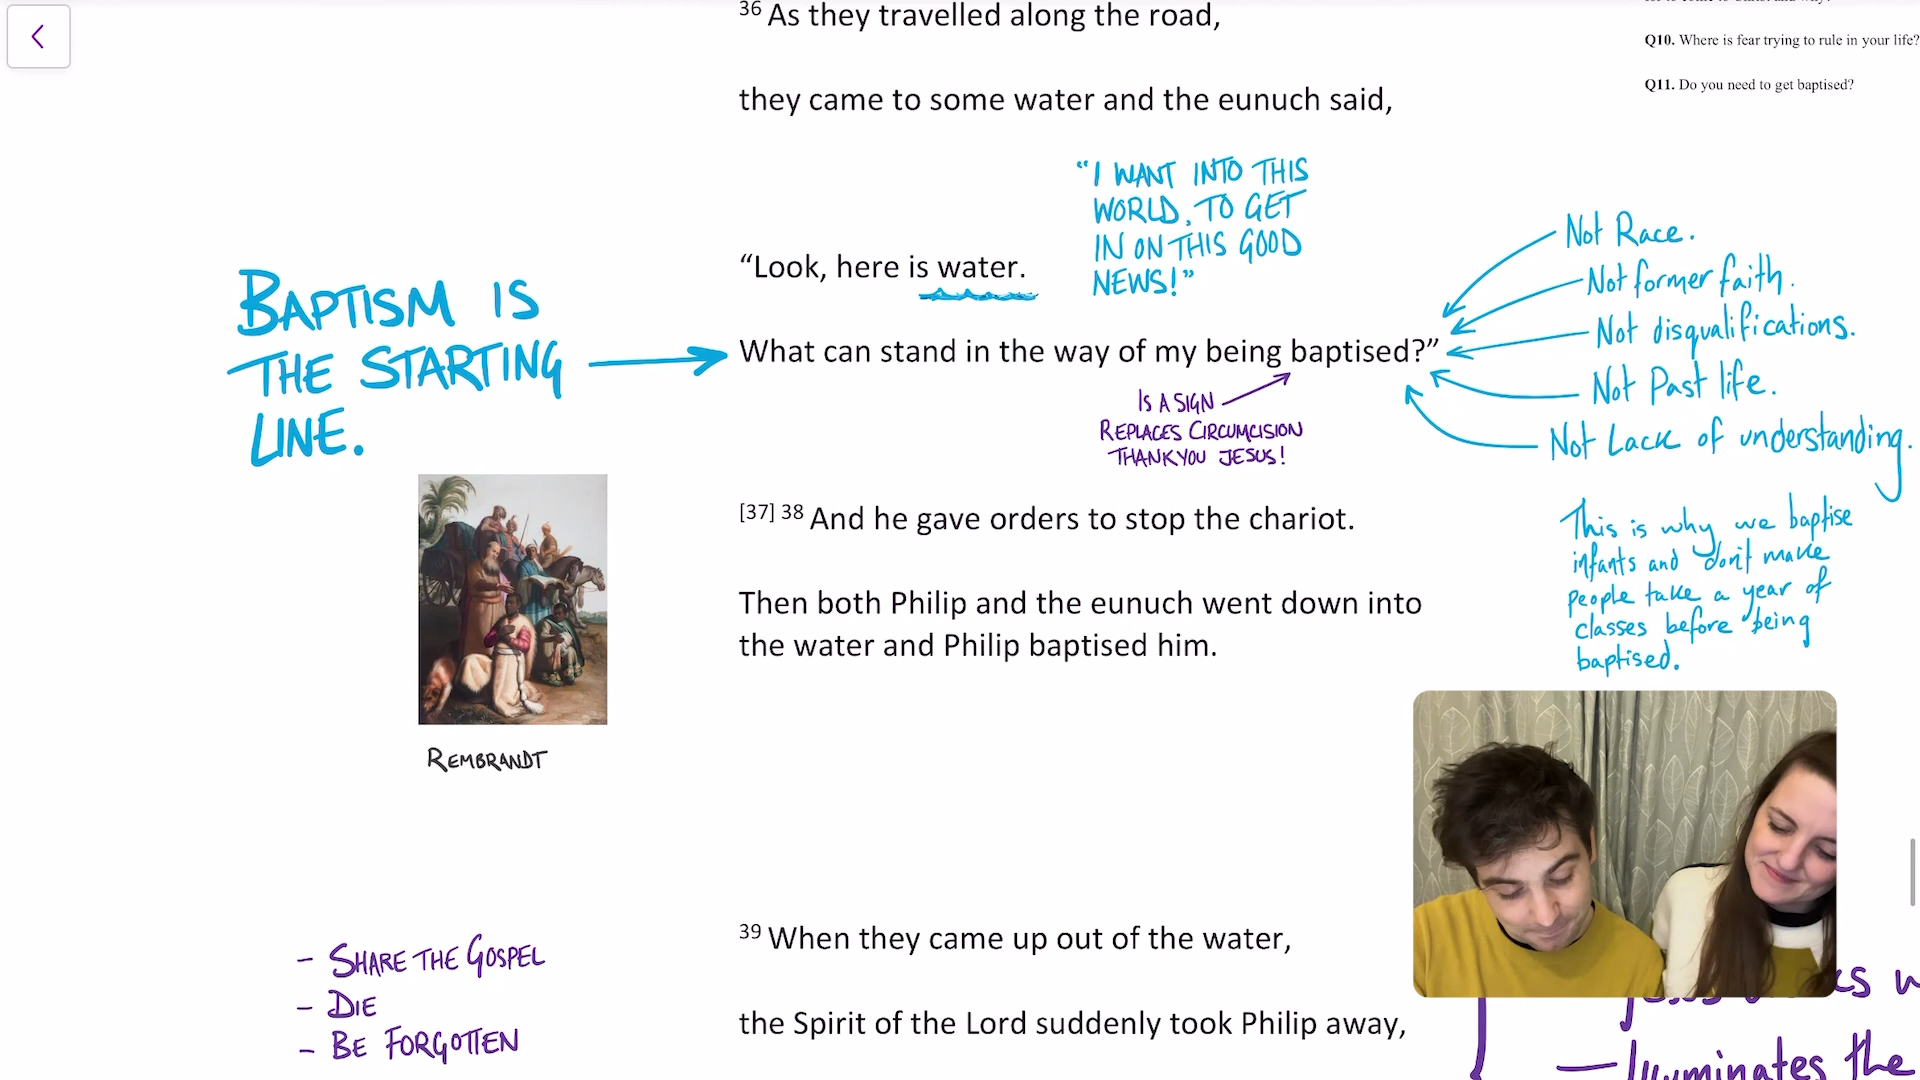 36 As they travelled along the road,
they came to some water and the eunuch said,
Q10. Where is fear trying to rule in your life?
Q11. Do you need to get baptised?
"I WANT INTO THIS
WORLD, TO GET
IN ON THIS GOOD
NEWS!"
"Look, here is water.
BAPTISM IS
THE STARTING
LINE.
What can stand in the way of my being baptised?"
Not Race.
Not former faith.
Not disqualifications.
Not Past life.
Not Lack of understanding.
IS A SIGN
REPLACES CIRCUMCISION
THANKYOU JESUS!
This is why we baptise
infants and don't make
people take a year of
classes before being
baptised.
[37] 38 And he gave orders to stop the chariot.
Then both Philip and the eunuch went down into
the water and Philip baptised him.
REMBRANDT
39 When they came up out of the water,
the Spirit of the Lord suddenly took Philip away,
- SHARE THE GOSPEL
- DIE
- BE FORGOTTEN
- Illuminates the